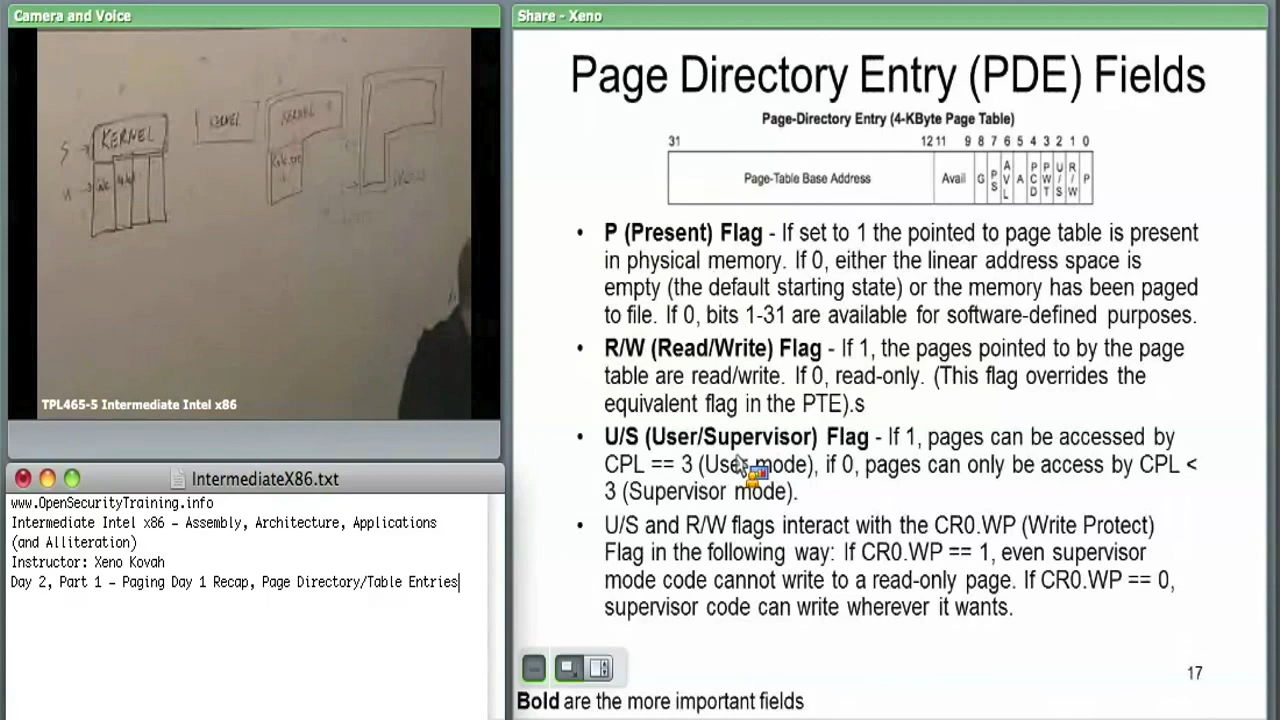 Camera and Voice
KERNEL
KERNEL
KERNEL
S
U
TPL465-5 Intermediate Intel x86
IntermediateX86.txt
www.OpenSecurityTraining.info
Intermediate Intel x86 – Assembly, Architecture, Applications
(and Alliteration)
Instructor: Xeno Kovah
Day 2, Part 1 – Paging Day 1 Recap, Page Directory/Table Entries
Share - Xeno
Page Directory Entry (PDE) Fields
Page-Directory Entry (4-KByte Page Table)
31 12 11 9 8 7 6 5 4 3 2 1 0
Page-Table Base Address Avail G PS AVL A PCD PWT U/S R/W P
• P (Present) Flag - If set to 1 the pointed to page table is present
in physical memory. If 0, either the linear address space is
empty (the default starting state) or the memory has been paged
to file. If 0, bits 1-31 are available for software-defined purposes.
• R/W (Read/Write) Flag - If 1, the pages pointed to by the page
table are read/write. If 0, read-only. (This flag overrides the
equivalent flag in the PTE).s
• U/S (User/Supervisor) Flag - If 1, pages can be accessed by
CPL == 3 (User mode), if 0, pages can only be access by CPL <
3 (Supervisor mode).
• U/S and R/W flags interact with the CR0.WP (Write Protect)
Flag in the following way: If CR0.WP == 1, even supervisor
mode code cannot write to a read-only page. If CR0.WP == 0,
supervisor code can write wherever it wants.
17
Bold are the more important fields